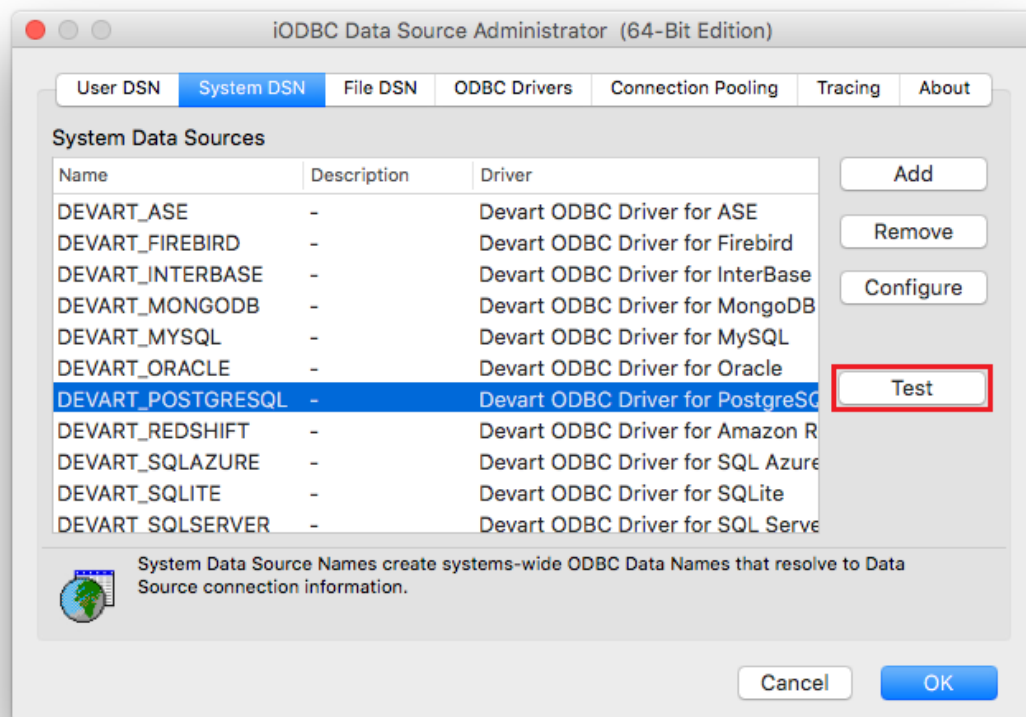 iODBC Data Source Administrator (64-Bit Edition)
User DSN System DSN File DSN ODBC Drivers Connection Pooling Tracing About
System Data Sources
Name Description Driver
DEVART_ASE - Devart ODBC Driver for ASE
DEVART_FIREBIRD - Devart ODBC Driver for Firebird
DEVART_INTERBASE - Devart ODBC Driver for InterBase
DEVART_MONGODB - Devart ODBC Driver for MongoDB
DEVART_MYSQL - Devart ODBC Driver for MySQL
DEVART_ORACLE - Devart ODBC Driver for Oracle
DEVART_POSTGRESQL - Devart ODBC Driver for PostgreSQ
DEVART_REDSHIFT - Devart ODBC Driver for Amazon R
DEVART_SQLAZURE - Devart ODBC Driver for SQL Azure
DEVART_SQLITE - Devart ODBC Driver for SQLite
DEVART_SQLSERVER - Devart ODBC Driver for SQL Serve
Add
Remove
Configure
Test
System Data Source Names create systems-wide ODBC Data Names that resolve to Data
Source connection information.
Cancel OK